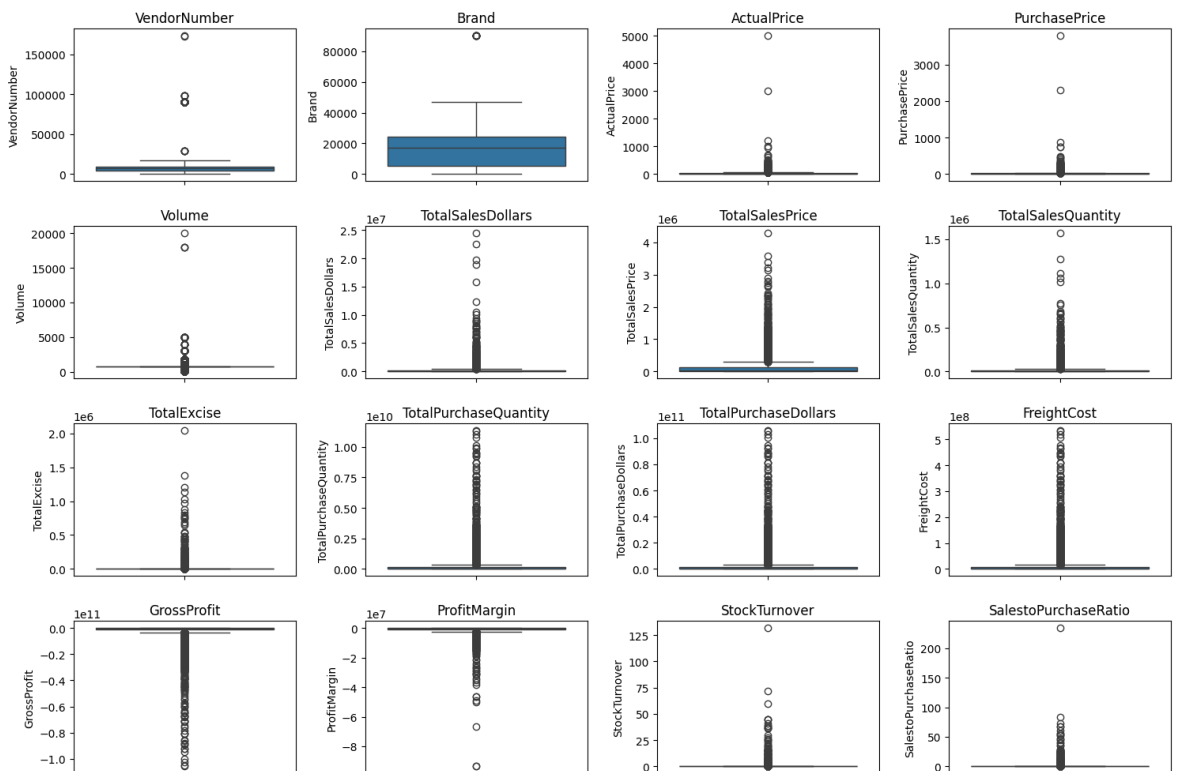 VendorNumber Brand ActualPrice PurchasePrice
VendorNumber
150000
100000
50000
0
Brand
80000
60000
40000
20000
0
ActualPrice
5000
4000
3000
2000
1000
0
PurchasePrice
3000
2000
1000
0
Volume TotalSalesDollars TotalSalesPrice TotalSalesQuantity
Volume
20000
15000
10000
5000
0
1e7
TotalSalesDollars
2.5
2.0
1.5
1.0
0.5
0.0
1e6
TotalSalesPrice
4
3
2
1
0
1e6
TotalSalesQuantity
1.5
1.0
0.5
0.0
TotalExcise TotalPurchaseQuantity TotalPurchaseDollars FreightCost
1e6
TotalExcise
2.0
1.5
1.0
0.5
0.0
1e10
TotalPurchaseQuantity
1.00
0.75
0.50
0.25
0.00
1e11
TotalPurchaseDollars
1.0
0.8
0.6
0.4
0.2
0.0
1e8
FreightCost
5
4
3
2
1
0
GrossProfit ProfitMargin StockTurnover SalestoPurchaseRatio
1e11
GrossProfit
0.0
−0.2
−0.4
−0.6
−0.8
−1.0
1e7
ProfitMargin
0
−2
−4
−6
−8
StockTurnover
125
100
75
50
25
0
SalestoPurchaseRatio
200
150
100
50
0